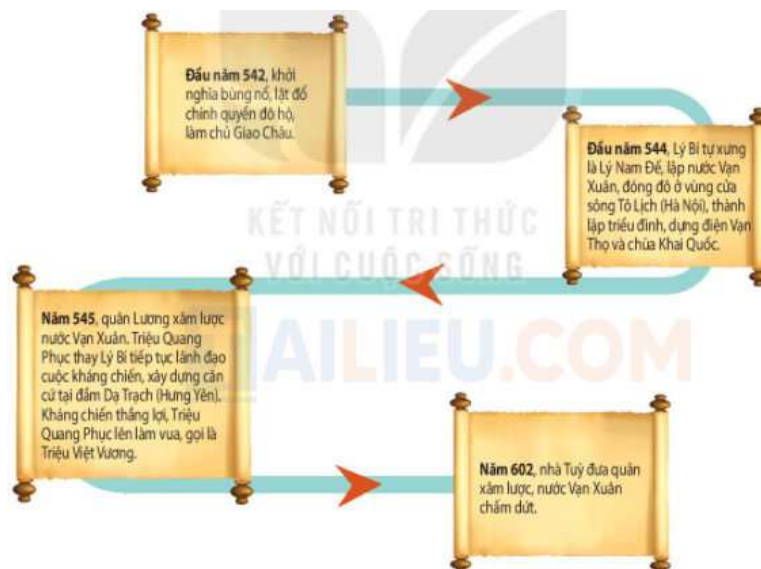 Đầu năm 542, khởi
nghĩa bùng nổ, lật đổ
chính quyền đô hộ,
làm chủ Giao Châu.
Đầu năm 544, Lý Bí tự xưng
là Lý Nam Đế, lập nước Vạn
Xuân, đóng đô ở vùng cửa
sông Tô Lịch (Hà Nội), thành
lập triều đình, dựng điện Vạn
Thọ và chùa Khai Quốc.
KẾT NỐI TRI THỨC
VỚI CUỘC SỐNG
Năm 545, quân Lương xâm lược
nước Vạn Xuân. Triệu Quang
Phục thay Lý Bí tiếp tục lãnh đạo
cuộc kháng chiến, xây dựng căn
cứ tại đầm Dạ Trạch (Hưng Yên).
Kháng chiến thắng lợi, Triệu
Quang Phục lên làm vua, gọi là
Triệu Việt Vương.
AILIEU.COM
Năm 602, nhà Tuỳ đưa quân
xâm lược, nước Vạn Xuân
chấm dứt.